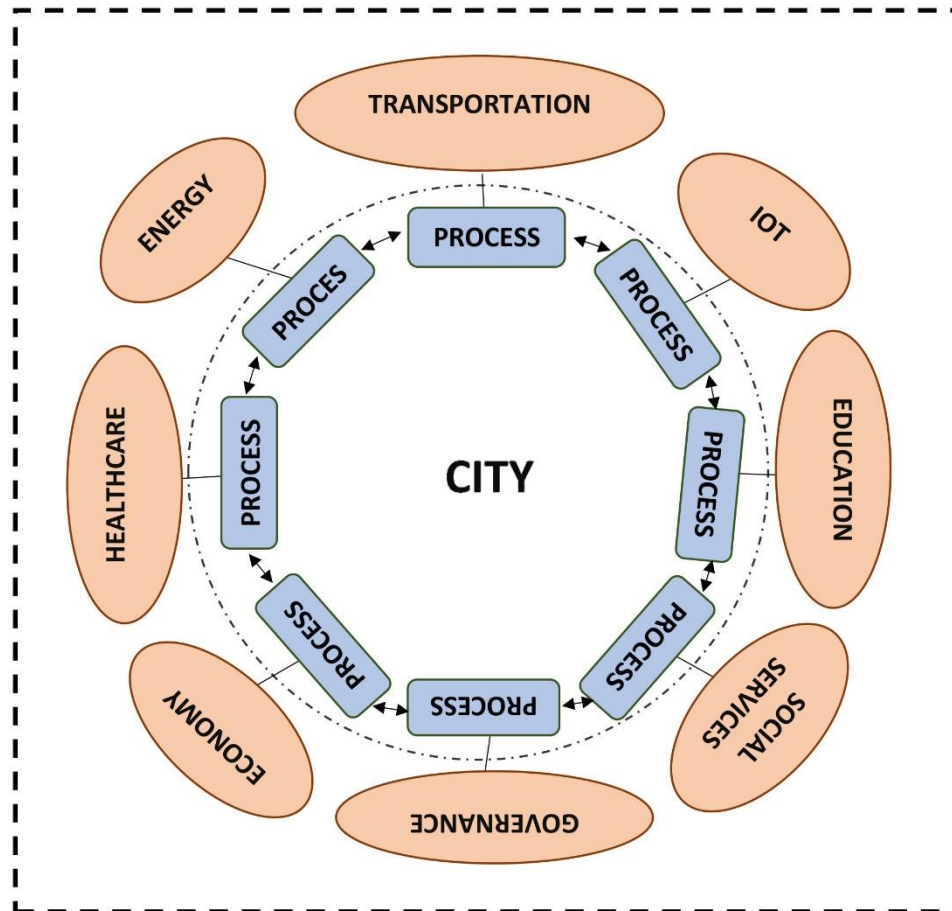 TRANSPORTATION
ENERGY
IOT
PROCESS
PROCES
PROCESS
HEALTHCARE
PROCESS
CITY
PROCESS
EDUCATION
PROCESS
PROCESS
PROCESS
ECONOMY
SOCIAL
SERVICES
GOVERNANCE